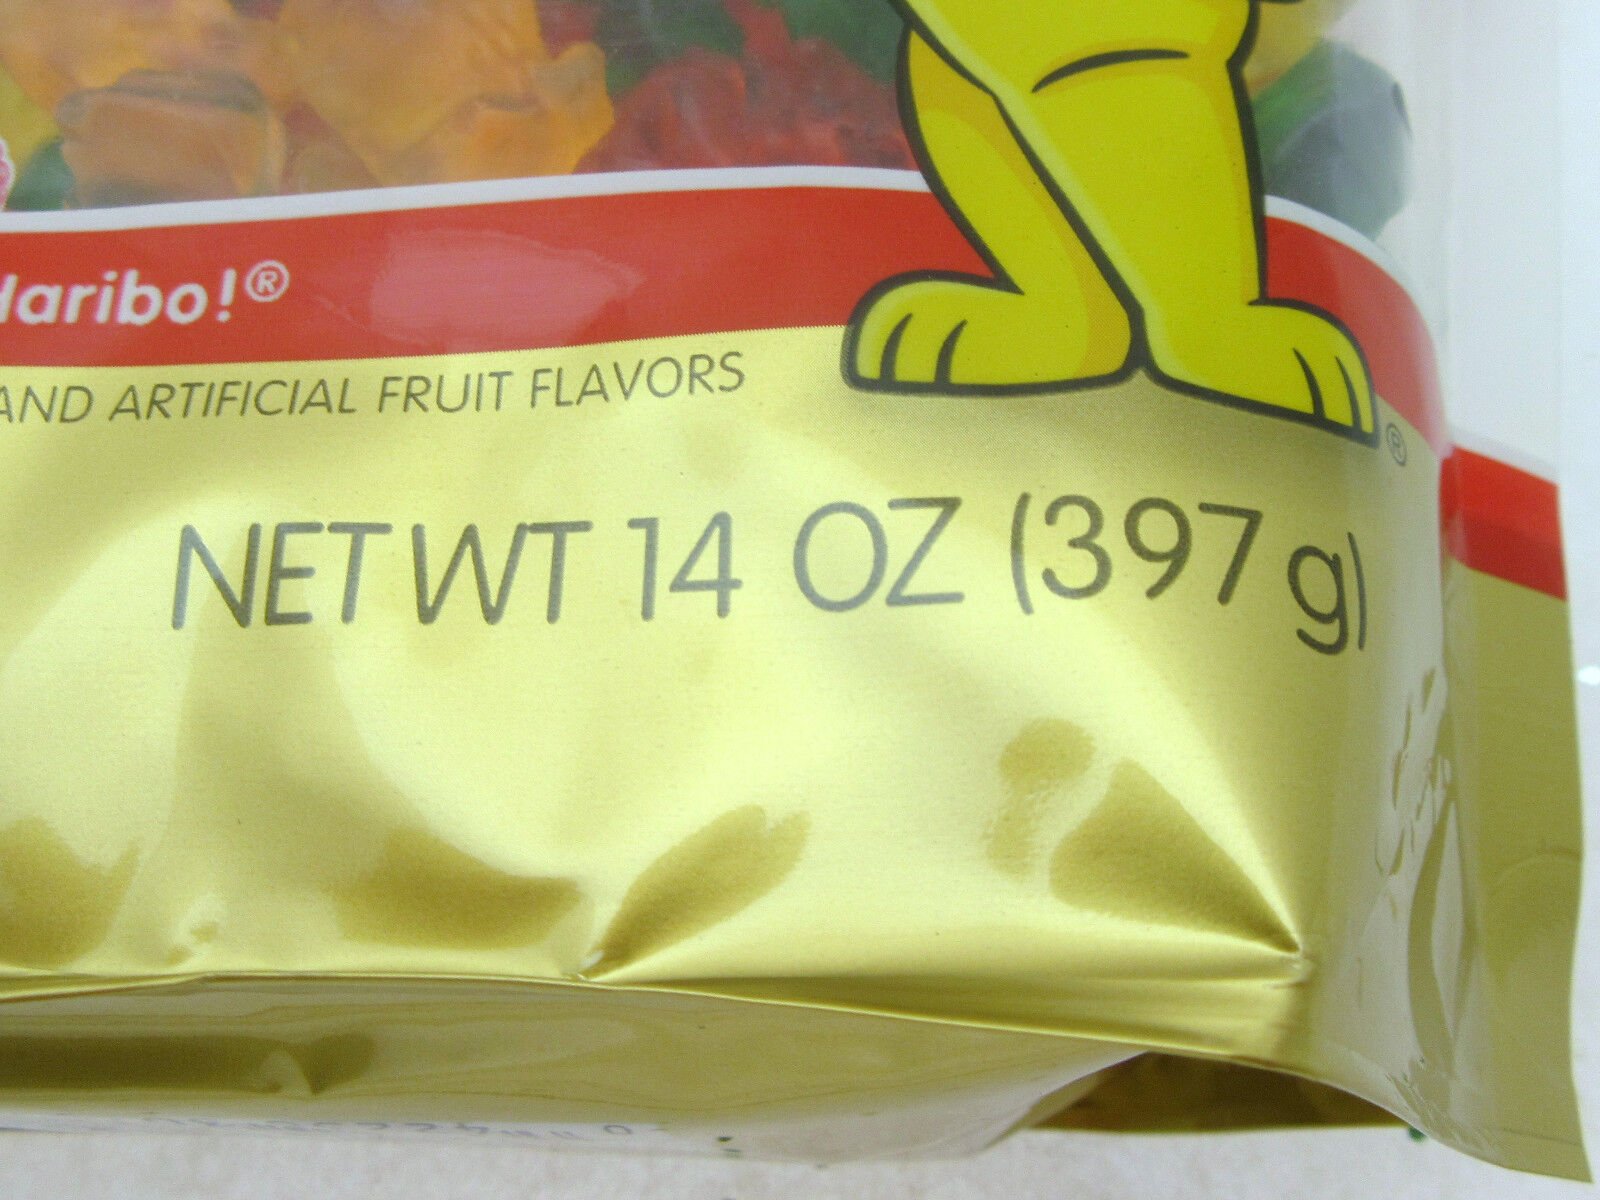 Haribo!®
AND ARTIFICIAL FRUIT FLAVORS
®
NET WT 14 OZ (397 g)